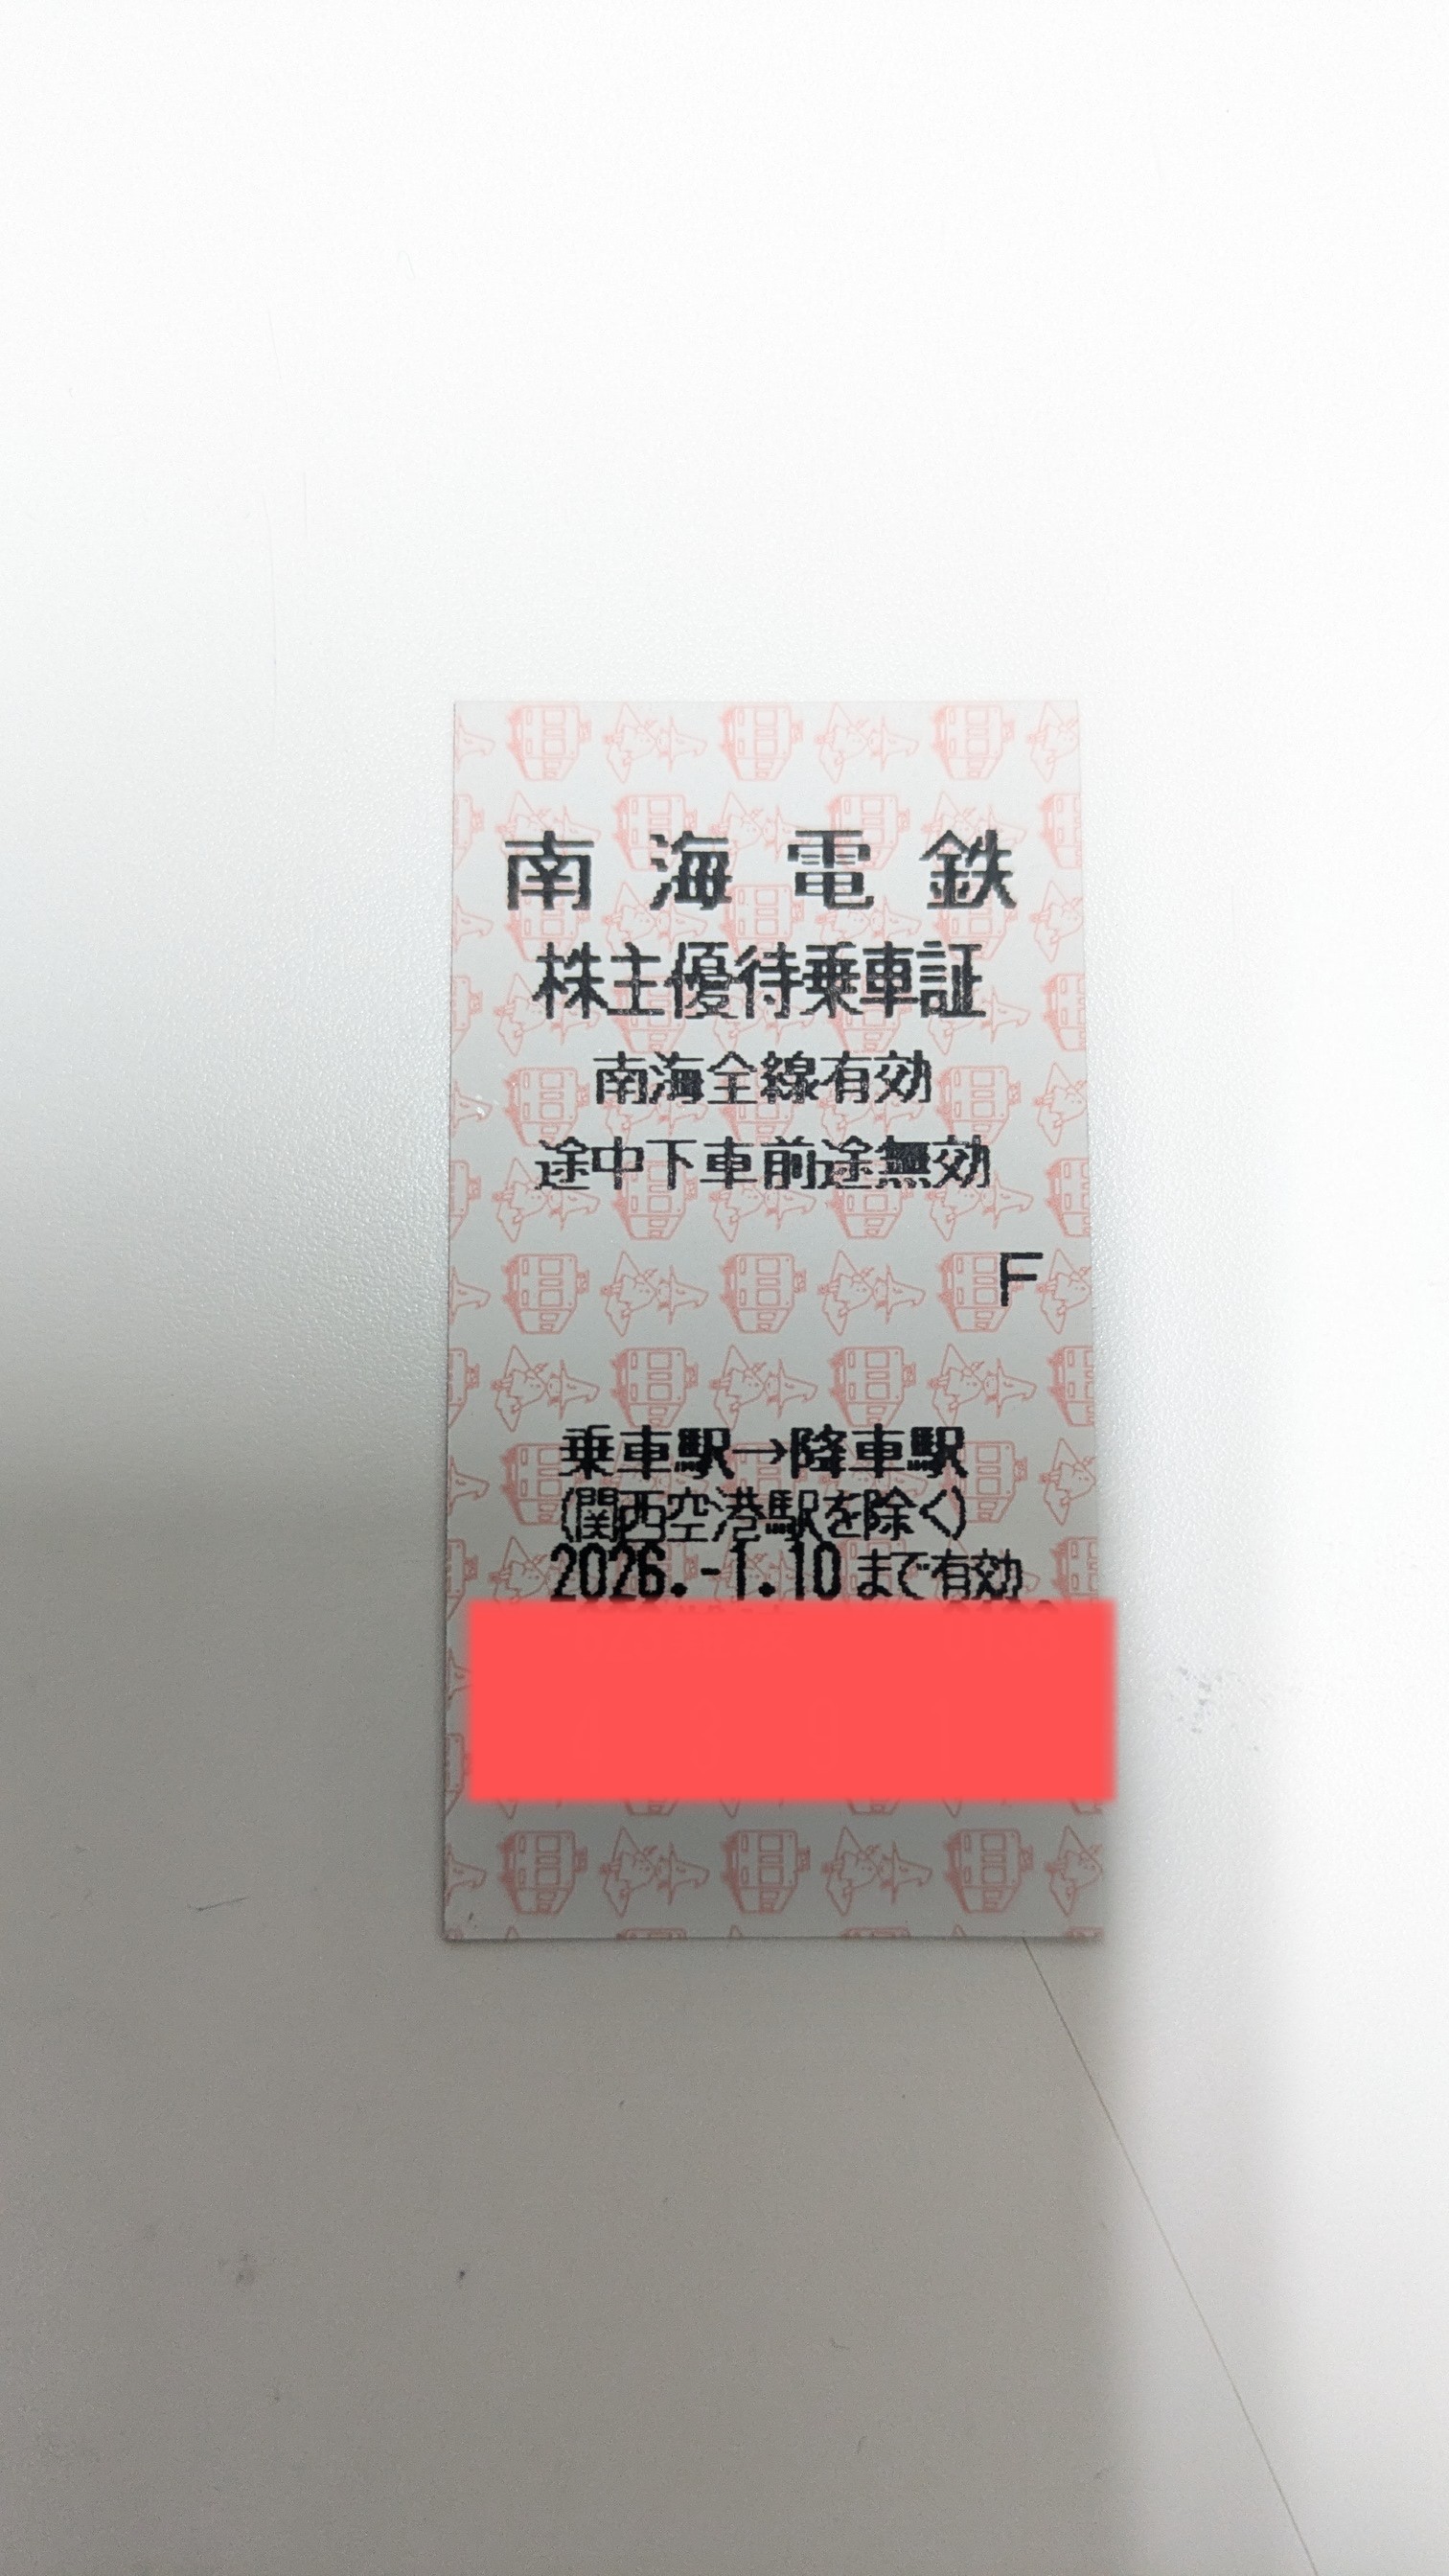 南海電鉄
株主優待乗車証
南海全線有効
途中下車前途無効
F
乗車駅→降車駅
(関西空港駅を除く)
2026.-1.10まで有効